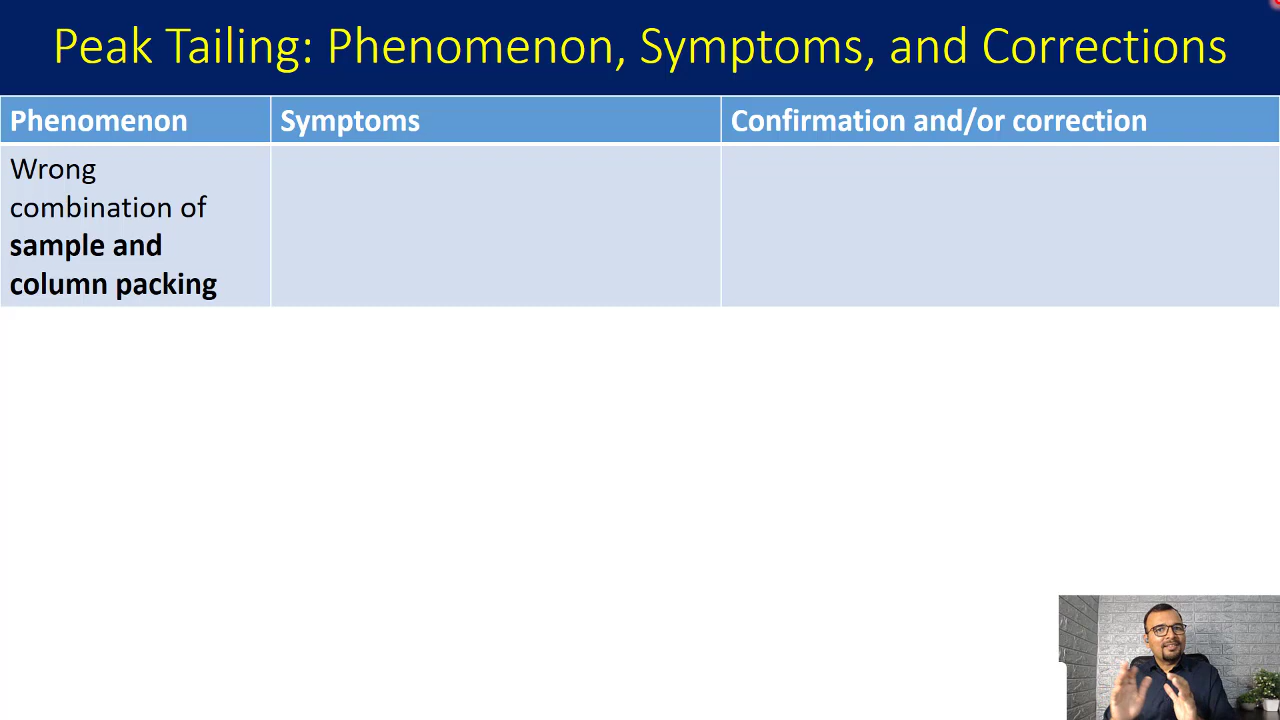 Peak Tailing: Phenomenon, Symptoms, and Corrections
Phenomenon
Symptoms
Confirmation and/or correction
Wrong
combination of
sample and
column packing